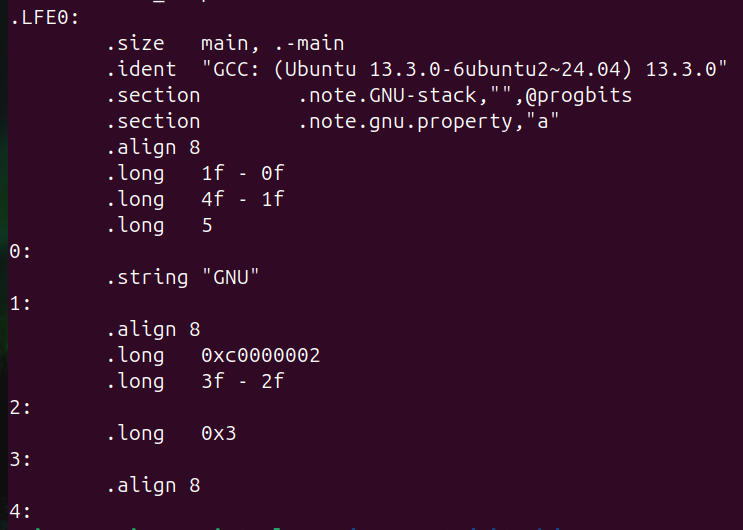 .LFE0:
.size main, .-main
.ident "GCC: (Ubuntu 13.3.0-6ubuntu2~24.04) 13.3.0"
.section .note.GNU-stack,"",@progbits
.section .note.gnu.property,"a"
.align 8
.long 1f - 0f
.long 4f - 1f
.long 5
0:
.string "GNU"
1:
.align 8
.long 0xc0000002
.long 3f - 2f
2:
.long 0x3
3:
.align 8
4: